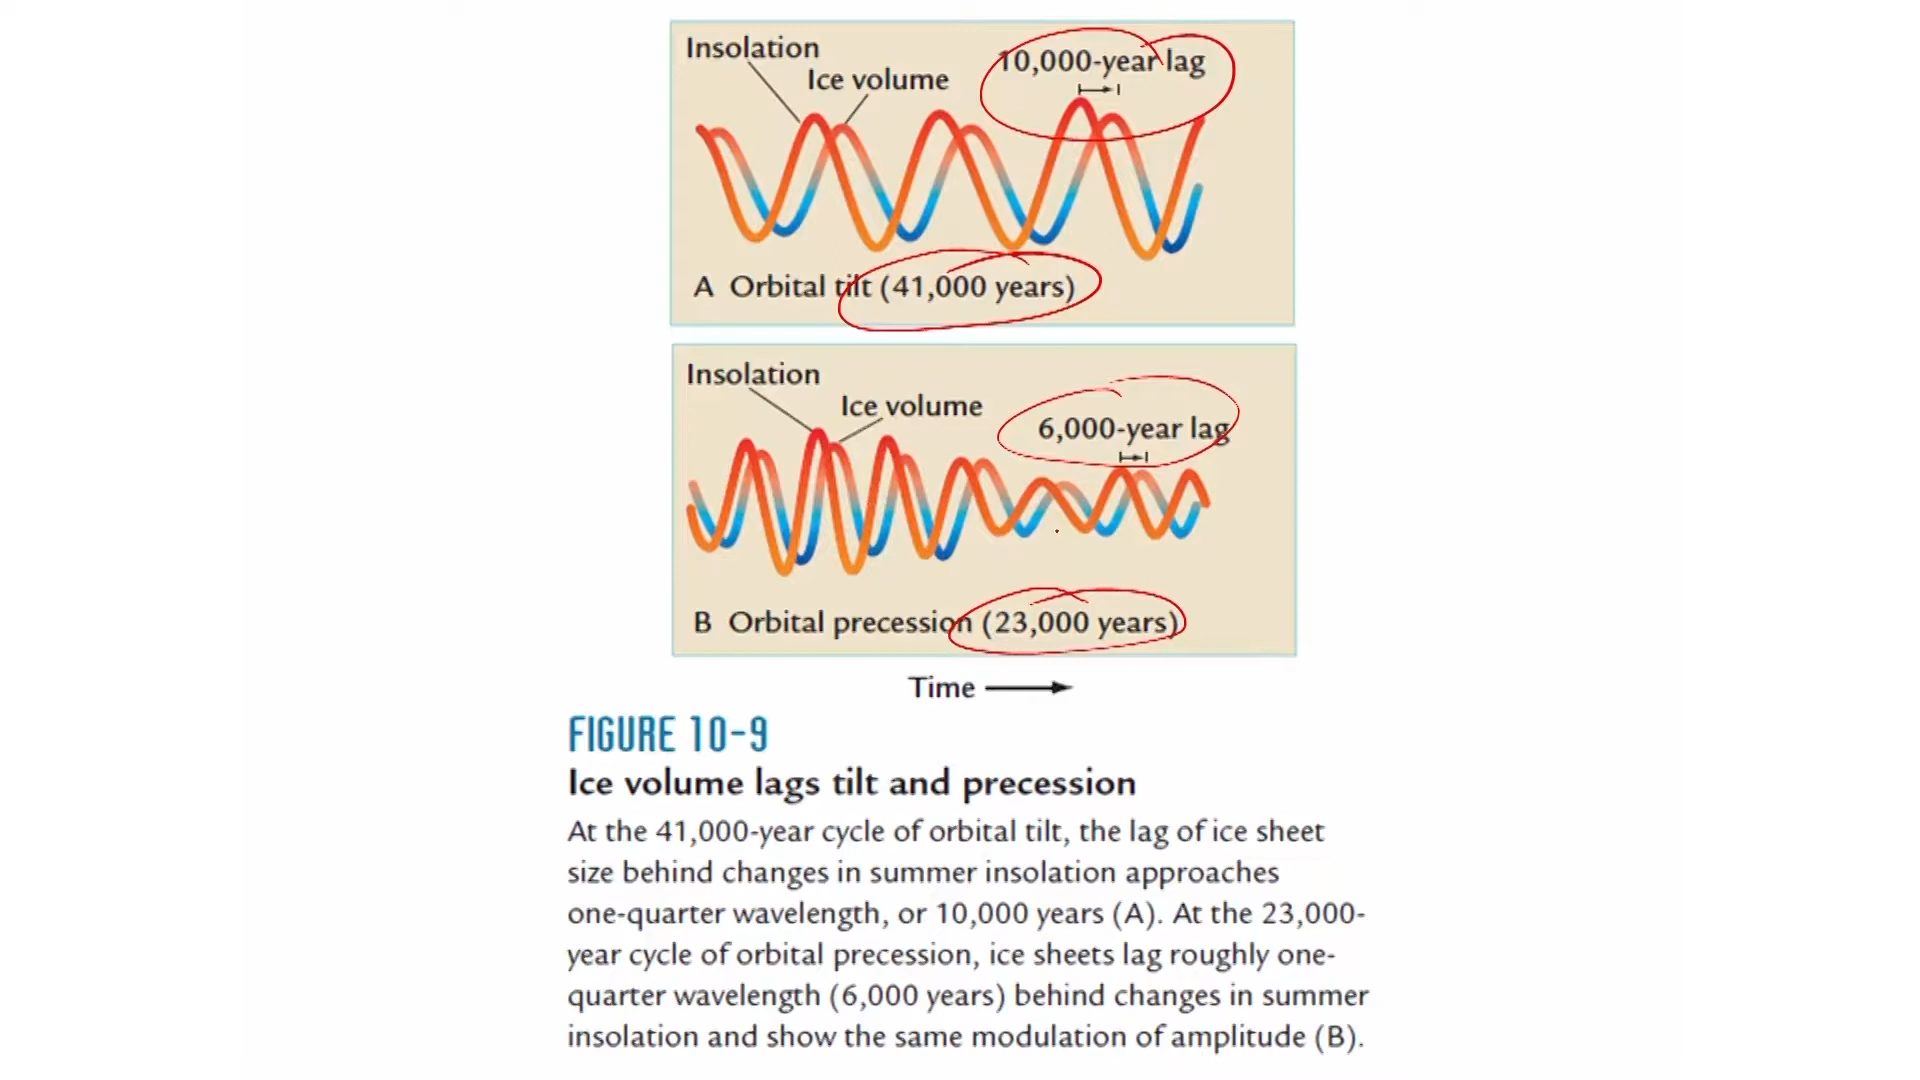 Insolation
Ice volume
10,000-year lag
A Orbital tilt (41,000 years)
Insolation
Ice volume
6,000-year lag
B Orbital precession (23,000 years)
Time
FIGURE 10-9
Ice volume lags tilt and precession
At the 41,000-year cycle of orbital tilt, the lag of ice sheet
size behind changes in summer insolation approaches
one-quarter wavelength, or 10,000 years (A). At the 23,000-
year cycle of orbital precession, ice sheets lag roughly one-
quarter wavelength (6,000 years) behind changes in summer
insolation and show the same modulation of amplitude (B).